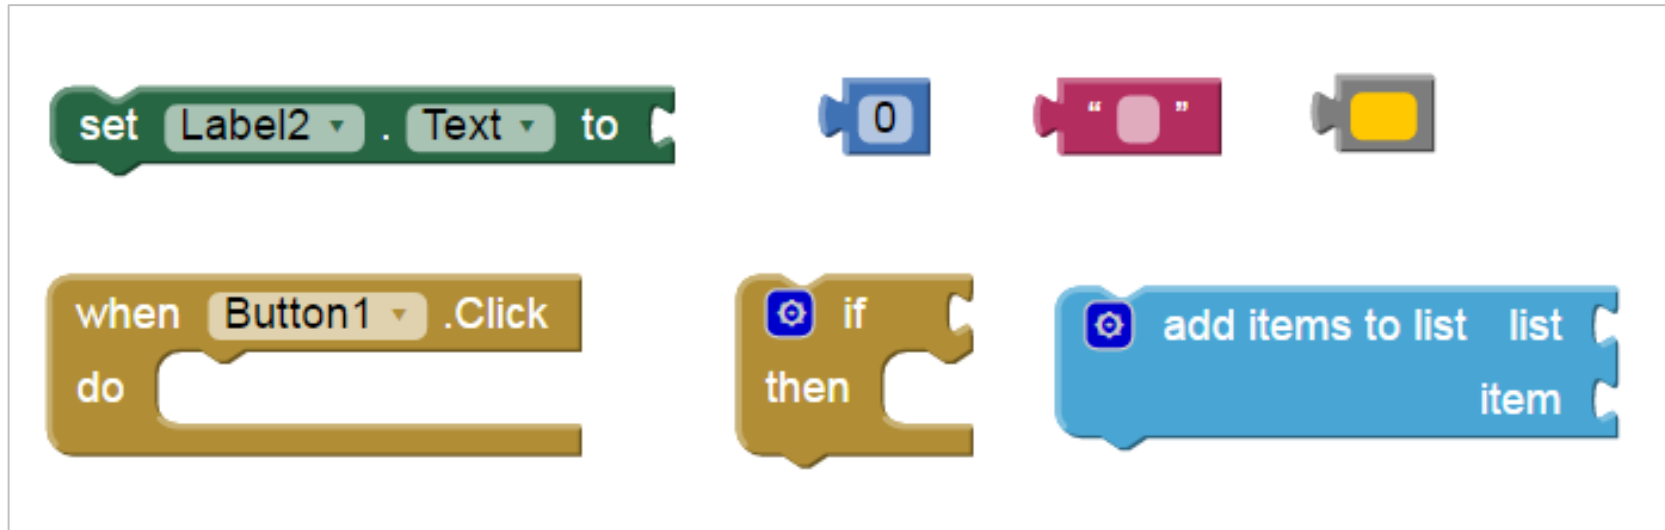 set Label2 . Text to
0
“ ”
when Button1 .Click
do
if
then
add items to list list
item